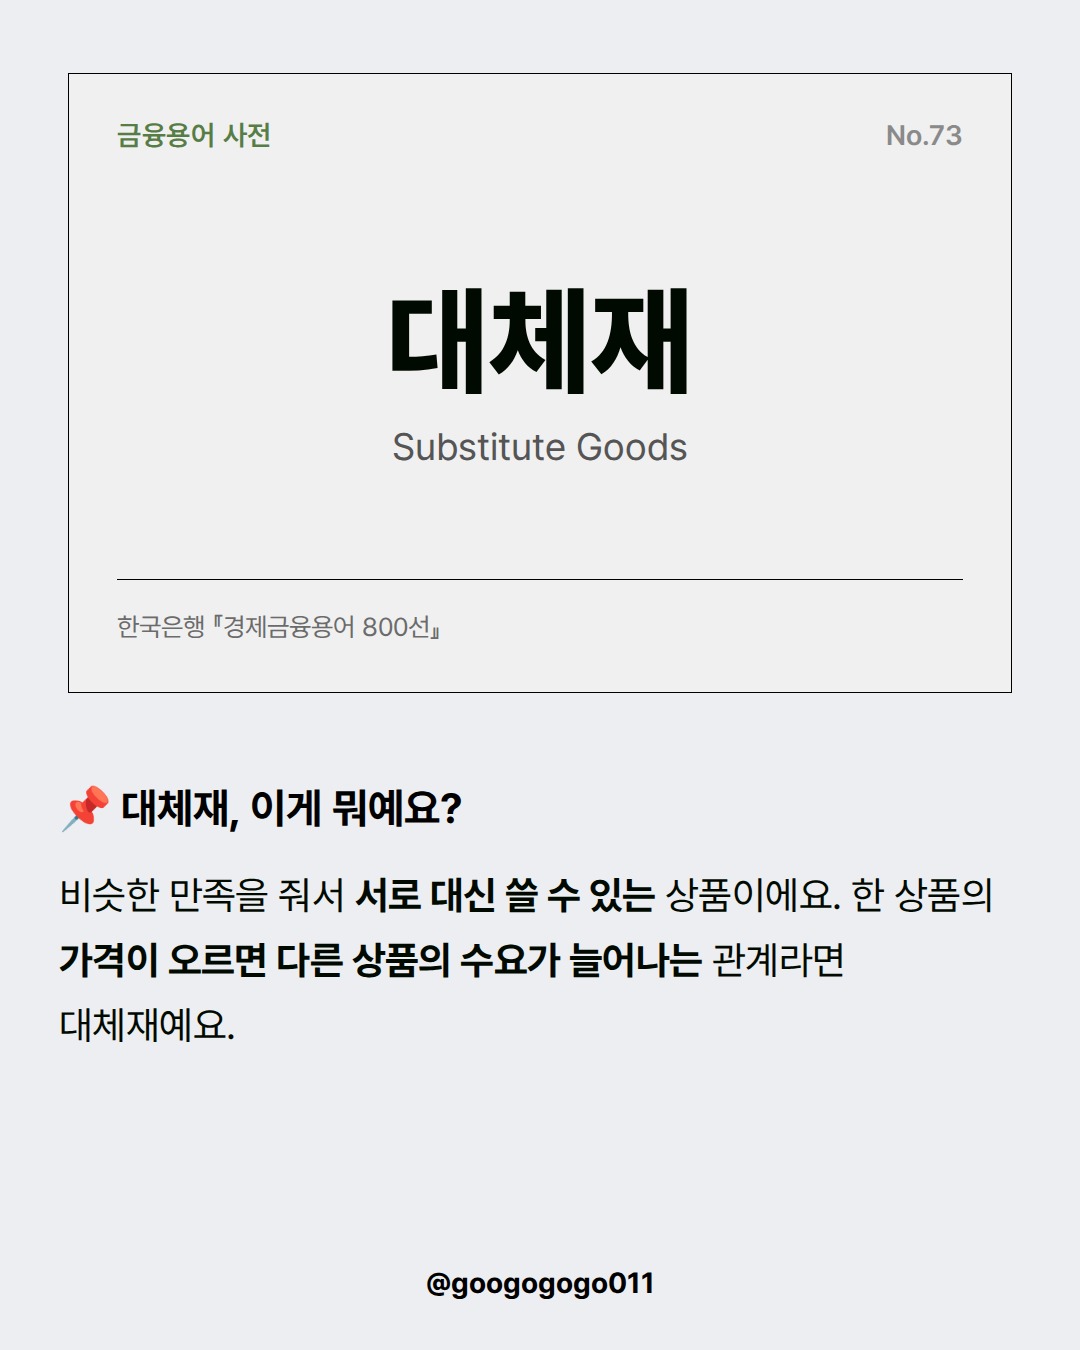 금융용어 사전
No.73
대체재
Substitute Goods
한국은행 『경제금융용어 800선』
📌 대체재, 이게 뭐예요?
비슷한 만족을 줘서 서로 대신 쓸 수 있는 상품이에요. 한 상품의
가격이 오르면 다른 상품의 수요가 늘어나는 관계라면
대체재예요.
@googogogo011